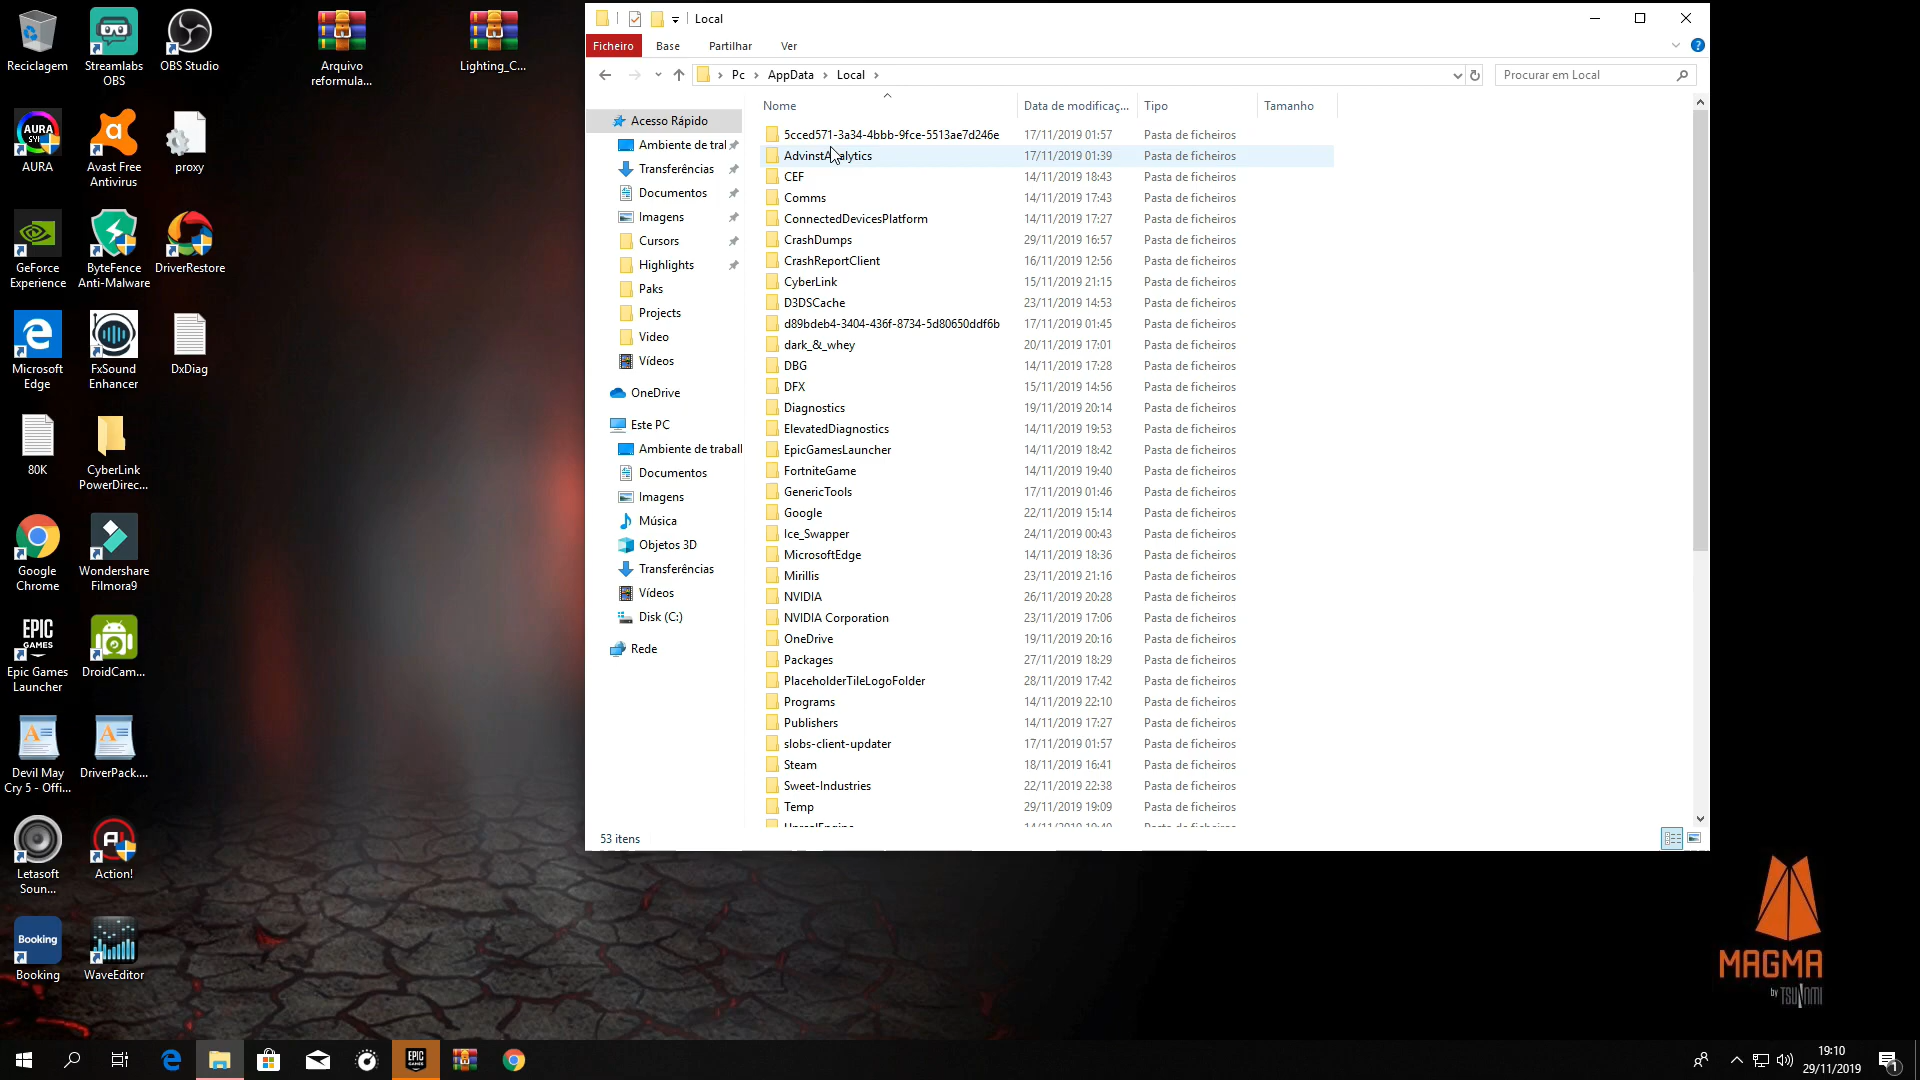 Reciclagem
Streamlabs
OBS
OBS Studio
Arquivo
reformula...
Lighting_C...
AURA
AURA
Avast Free
Antivirus
proxy
GeForce
Experience
ByteFence
Anti-Malware
DriverRestore
Microsoft
Edge
FxSound
Enhancer
DxDiag
80K
CyberLink
PowerDirec...
Google
Chrome
Wondershare
Filmora9
EPIC
GAMES
Epic Games
Launcher
DroidCam...
Devil May
Cry 5 - Offi...
DriverPack....
Letasoft
Soun...
Action!
Booking
Booking
WaveEditor
Local
Ficheiro Base Partilhar Ver
Pc AppData Local
Procurar em Local
Acesso Rápido
Ambiente de tral
Transferências
Documentos
Imagens
Cursors
Highlights
Paks
Projects
Video
Vídeos
OneDrive
Este PC
Ambiente de traball
Documentos
Imagens
Música
Objetos 3D
Transferências
Vídeos
Disk (C:)
Rede
Nome Data de modificaç... Tipo Tamanho
5cced571-3a34-4bbb-9fce-5513ae7d246e 17/11/2019 01:57 Pasta de ficheiros
AdvinstAnalytics 17/11/2019 01:39 Pasta de ficheiros
CEF 14/11/2019 18:43 Pasta de ficheiros
Comms 14/11/2019 17:43 Pasta de ficheiros
ConnectedDevicesPlatform 14/11/2019 17:27 Pasta de ficheiros
CrashDumps 29/11/2019 16:57 Pasta de ficheiros
CrashReportClient 16/11/2019 12:56 Pasta de ficheiros
CyberLink 15/11/2019 21:15 Pasta de ficheiros
D3DSCache 23/11/2019 14:53 Pasta de ficheiros
d89bdeb4-3404-436f-8734-5d80650ddf6b 17/11/2019 01:45 Pasta de ficheiros
dark_&_whey 20/11/2019 17:01 Pasta de ficheiros
DBG 14/11/2019 17:28 Pasta de ficheiros
DFX 15/11/2019 14:56 Pasta de ficheiros
Diagnostics 19/11/2019 20:14 Pasta de ficheiros
ElevatedDiagnostics 14/11/2019 19:53 Pasta de ficheiros
EpicGamesLauncher 14/11/2019 18:42 Pasta de ficheiros
FortniteGame 14/11/2019 19:40 Pasta de ficheiros
GenericTools 17/11/2019 01:46 Pasta de ficheiros
Google 22/11/2019 15:14 Pasta de ficheiros
Ice_Swapper 24/11/2019 00:43 Pasta de ficheiros
MicrosoftEdge 14/11/2019 18:36 Pasta de ficheiros
Mirillis 23/11/2019 21:16 Pasta de ficheiros
NVIDIA 26/11/2019 20:28 Pasta de ficheiros
NVIDIA Corporation 23/11/2019 17:06 Pasta de ficheiros
OneDrive 19/11/2019 20:16 Pasta de ficheiros
Packages 27/11/2019 18:29 Pasta de ficheiros
PlaceholderTileLogoFolder 28/11/2019 17:42 Pasta de ficheiros
Programs 14/11/2019 22:10 Pasta de ficheiros
Publishers 14/11/2019 17:27 Pasta de ficheiros
slobs-client-updater 17/11/2019 01:57 Pasta de ficheiros
Steam 18/11/2019 16:41 Pasta de ficheiros
Sweet-Industries 22/11/2019 22:38 Pasta de ficheiros
Temp 29/11/2019 19:09 Pasta de ficheiros
53 itens
MAGMA
by TSUNAMI
EPIC
GAMES
19:10
29/11/2019
1